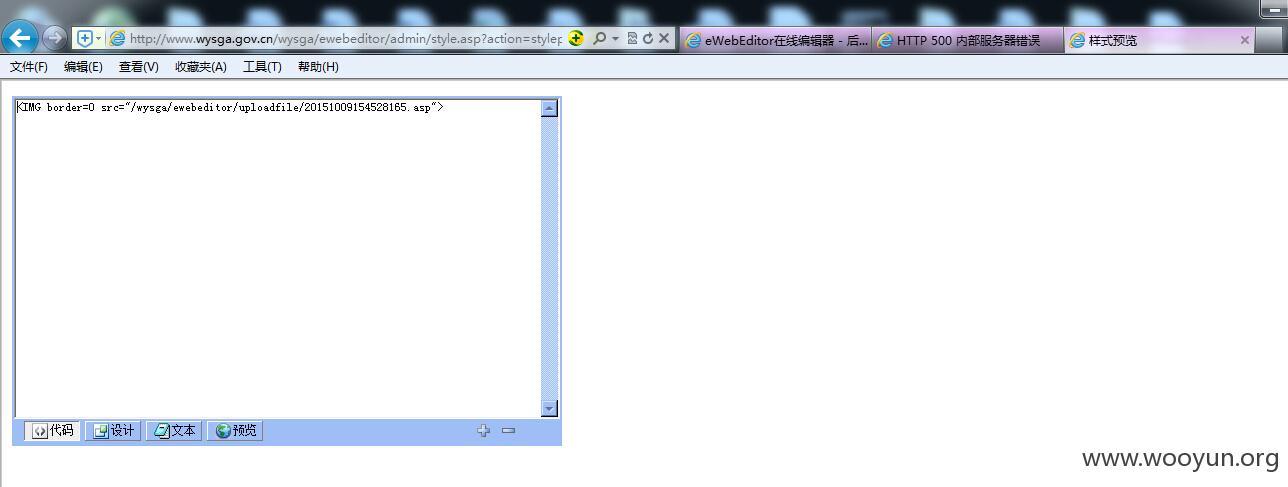 http://www.wysga.gov.cn/wysga/ewebeditor/admin/style.asp?action=stylep
eWebEditor在线编辑器 - 后...
HTTP 500 内部服务器错误
样式预览
文件(F) 编辑(E) 查看(V) 收藏夹(A) 工具(T) 帮助(H)
<IMG border=0 src="/wysga/ewebeditor/uploadfile/20151009154528165.asp">
代码 设计 文本 预览
www.wooyun.org